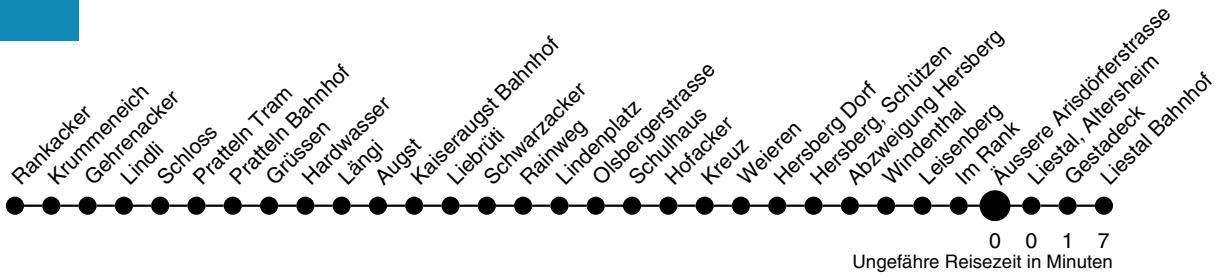 Rankacker
Krummeneich
Gehrenacker
Lindli
Schloss
Pratteln Tram
Pratteln Bahnhof
Grüssen
Hardwasser
Längi
Augst
Kaiseraugst Bahnhof
Liebrüti
Schwarzacker
Rainweg
Lindenplatz
Olsbergerstrasse
Schulhaus
Hofacker
Kreuz
Weieren
Hersberg Dorf
Hersberg, Schützen
Abzweigung Hersberg
Windenthal
Leisenberg
Im Rank
Äussere Arisdörferstrasse
Liestal, Altersheim
Gestadeck
Liestal Bahnhof
0 0 1 7
Ungefähre Reisezeit in Minuten